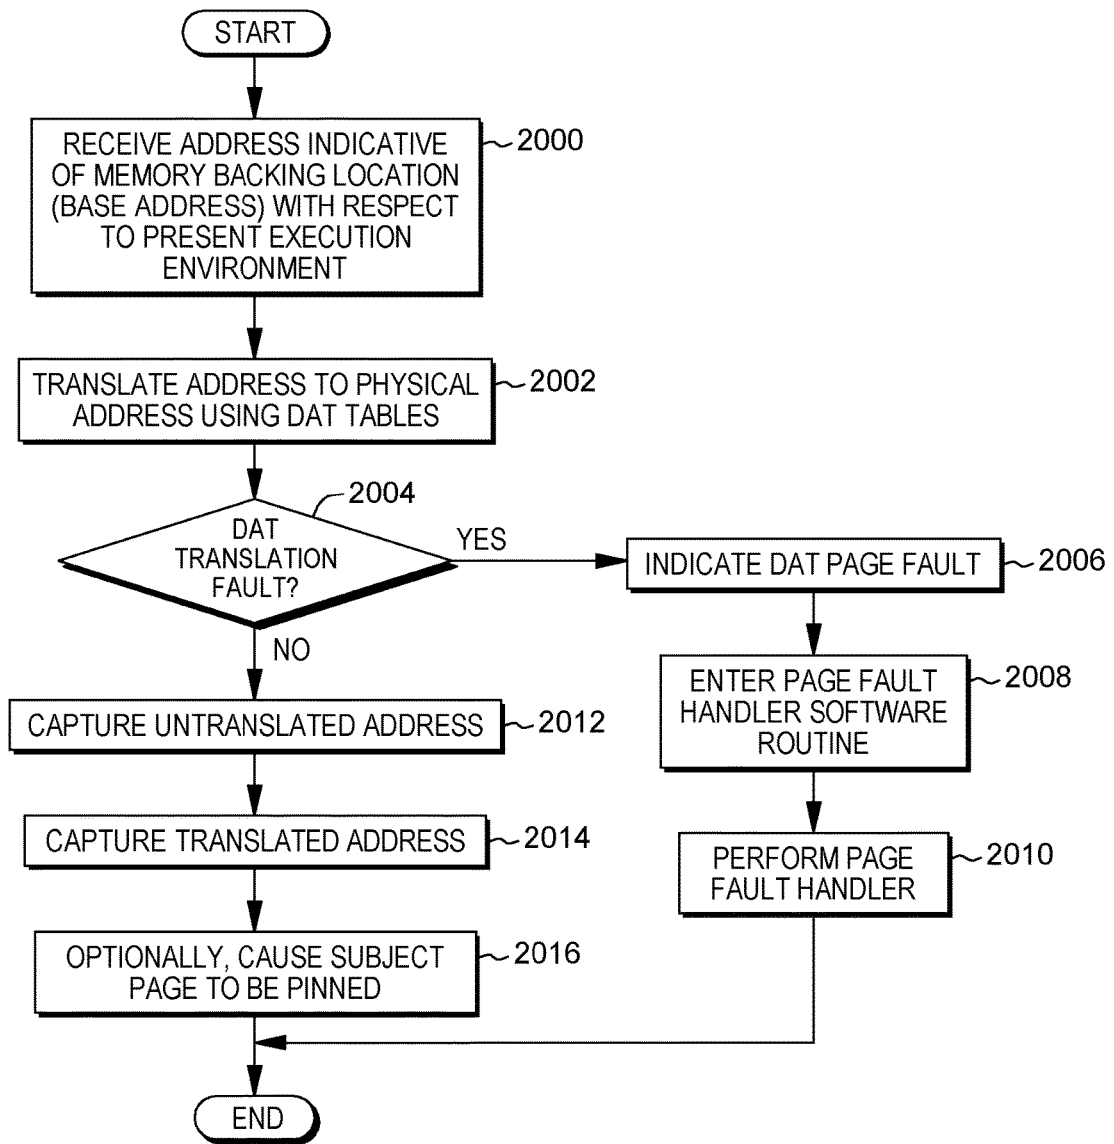 START
RECEIVE ADDRESS INDICATIVE
OF MEMORY BACKING LOCATION
(BASE ADDRESS) WITH RESPECT
TO PRESENT EXECUTION
ENVIRONMENT
2000
TRANSLATE ADDRESS TO PHYSICAL
ADDRESS USING DAT TABLES
2002
DAT
TRANSLATION
FAULT?
2004
YES
NO
INDICATE DAT PAGE FAULT
2006
ENTER PAGE FAULT
HANDLER SOFTWARE
ROUTINE
2008
PERFORM PAGE
FAULT HANDLER
2010
CAPTURE UNTRANSLATED ADDRESS
2012
CAPTURE TRANSLATED ADDRESS
2014
OPTIONALLY, CAUSE SUBJECT
PAGE TO BE PINNED
2016
END